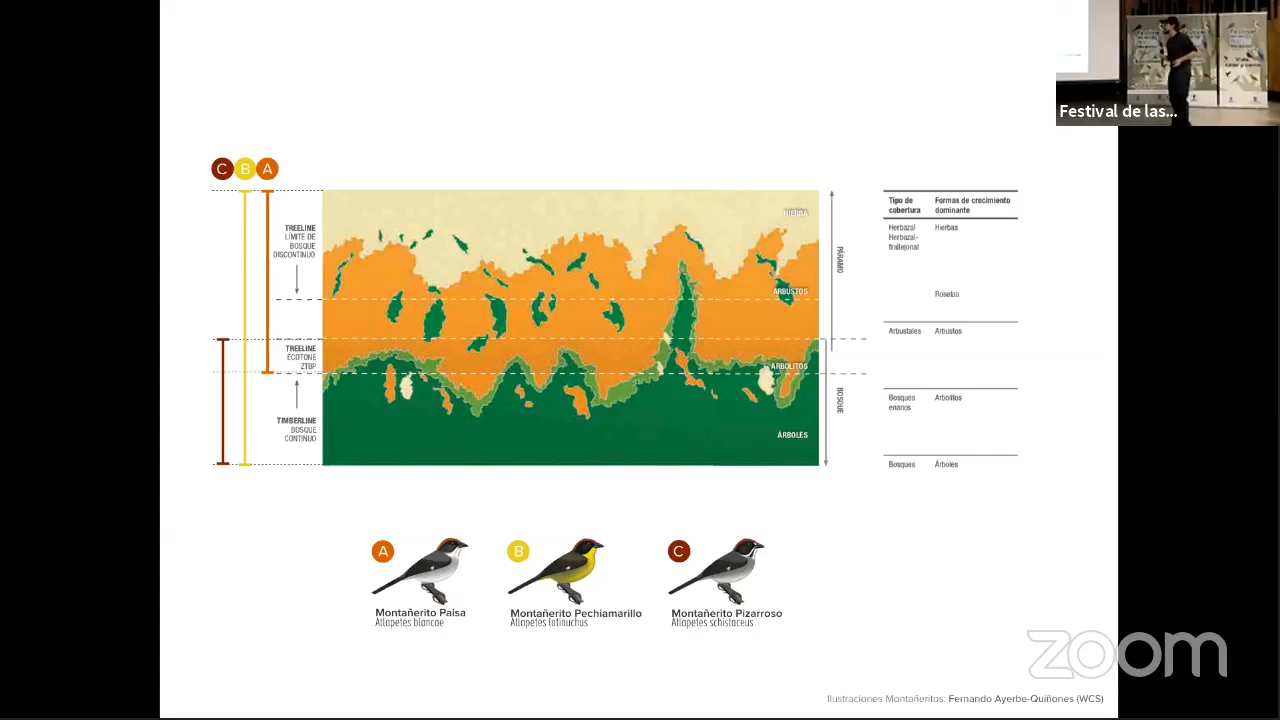 Festival de las...
C B A
TREELINE
LÍMITE DE
BOSQUE
DISCONTINUO
TREELINE
ECOTONE
ZTBP
TIMBERLINE
BOSQUE
CONTINUO
HIERBA
ARBUSTOS
ARBOLITOS
ÁRBOLES
PÁRAMO
BOSQUE
Tipo de
cobertura
Formas de crecimiento
dominante
Herbazal
Herbazal-
frailejonal
Hierbas
Rosetas
Arbustales
Arbustos
Bosques
enanos
Arbolitos
Bosques
Árboles
A
Montañerito Paisa
Atlapetes blancae
B
Montañerito Pechiamarillo
Atlapetes latinuchus
C
Montañerito Pizarroso
Atlapetes schistaceus
zoom
Ilustraciones Montañeritos: Fernando Ayerbe-Quiñones (WCS)